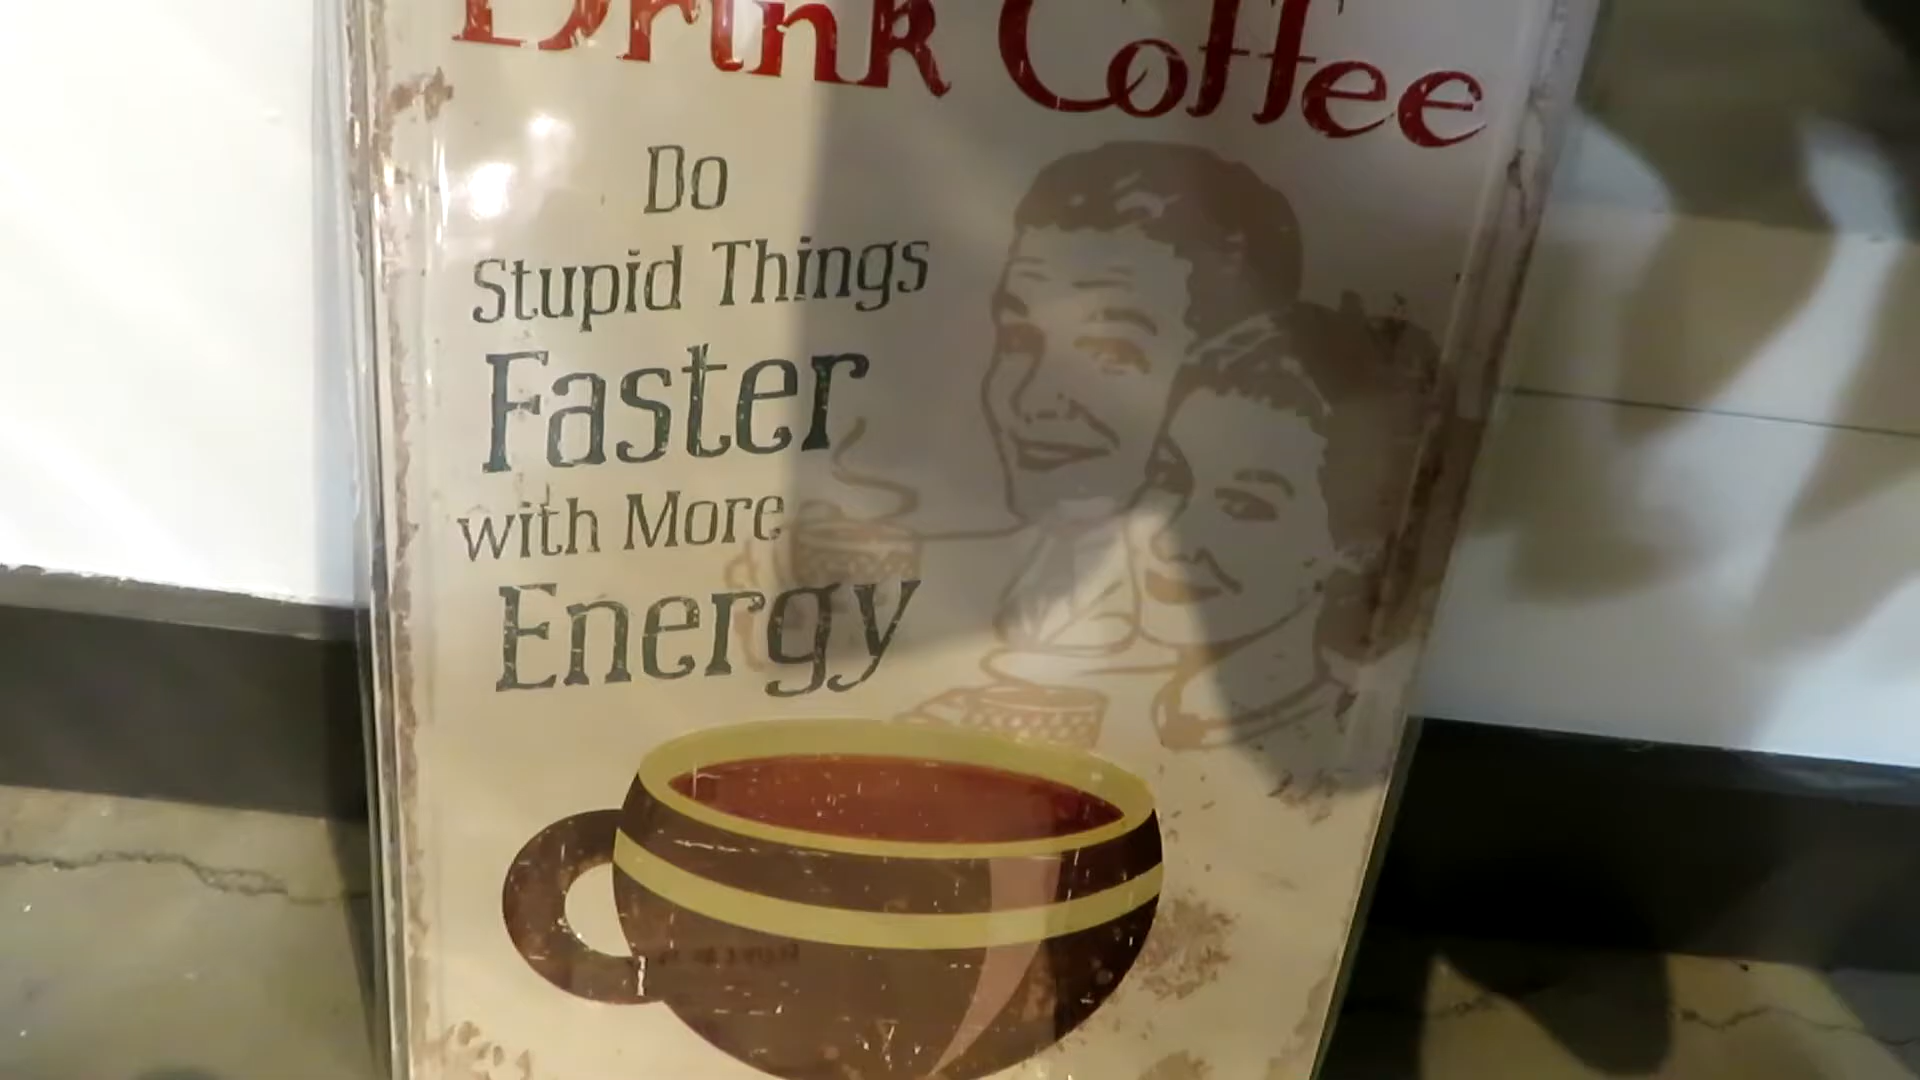 Drink Coffee
Do
Stupid Things
Faster
with More
Energy